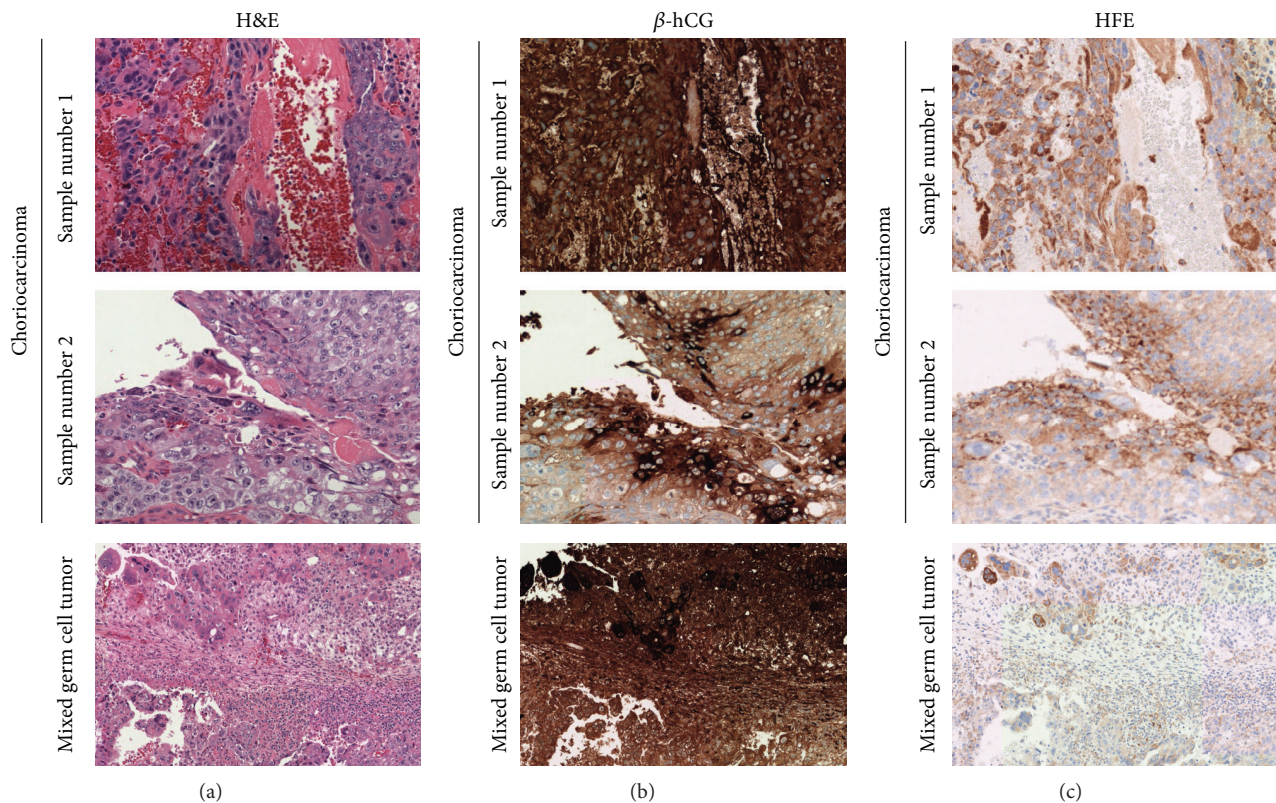 H&E
β-hCG
HFE
Choriocarcinoma
Sample number 1
Sample number 2
Mixed germ cell tumor
Choriocarcinoma
Sample number 1
Sample number 2
Mixed germ cell tumor
Choriocarcinoma
Sample number 1
Sample number 2
Mixed germ cell tumor
(a)
(b)
(c)